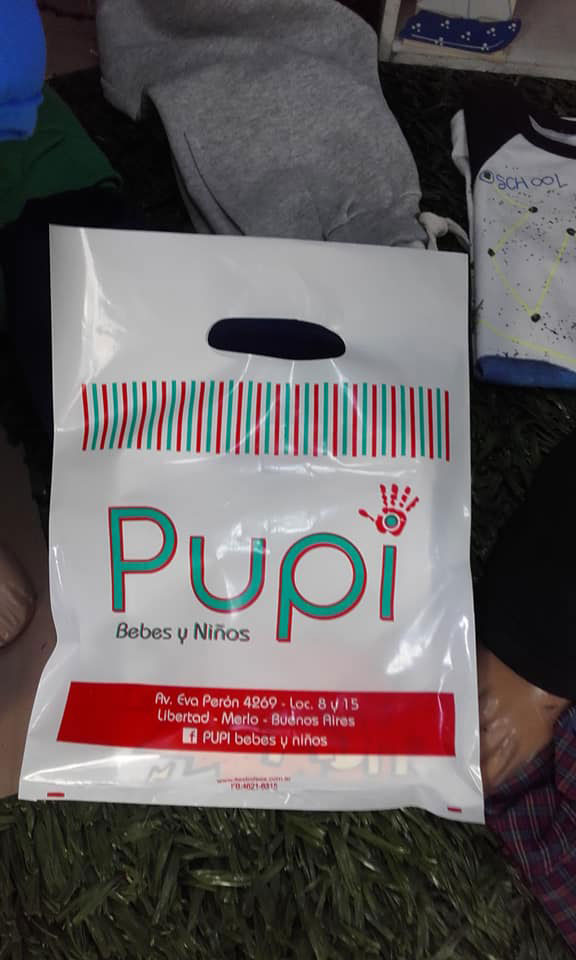 SCHOOL
Pupi
Bebes y Niños
Av. Eva Perón 4269 - Loc. 8 y 15
Libertad - Merlo - Buenos Aires
f PUPI bebes y niños